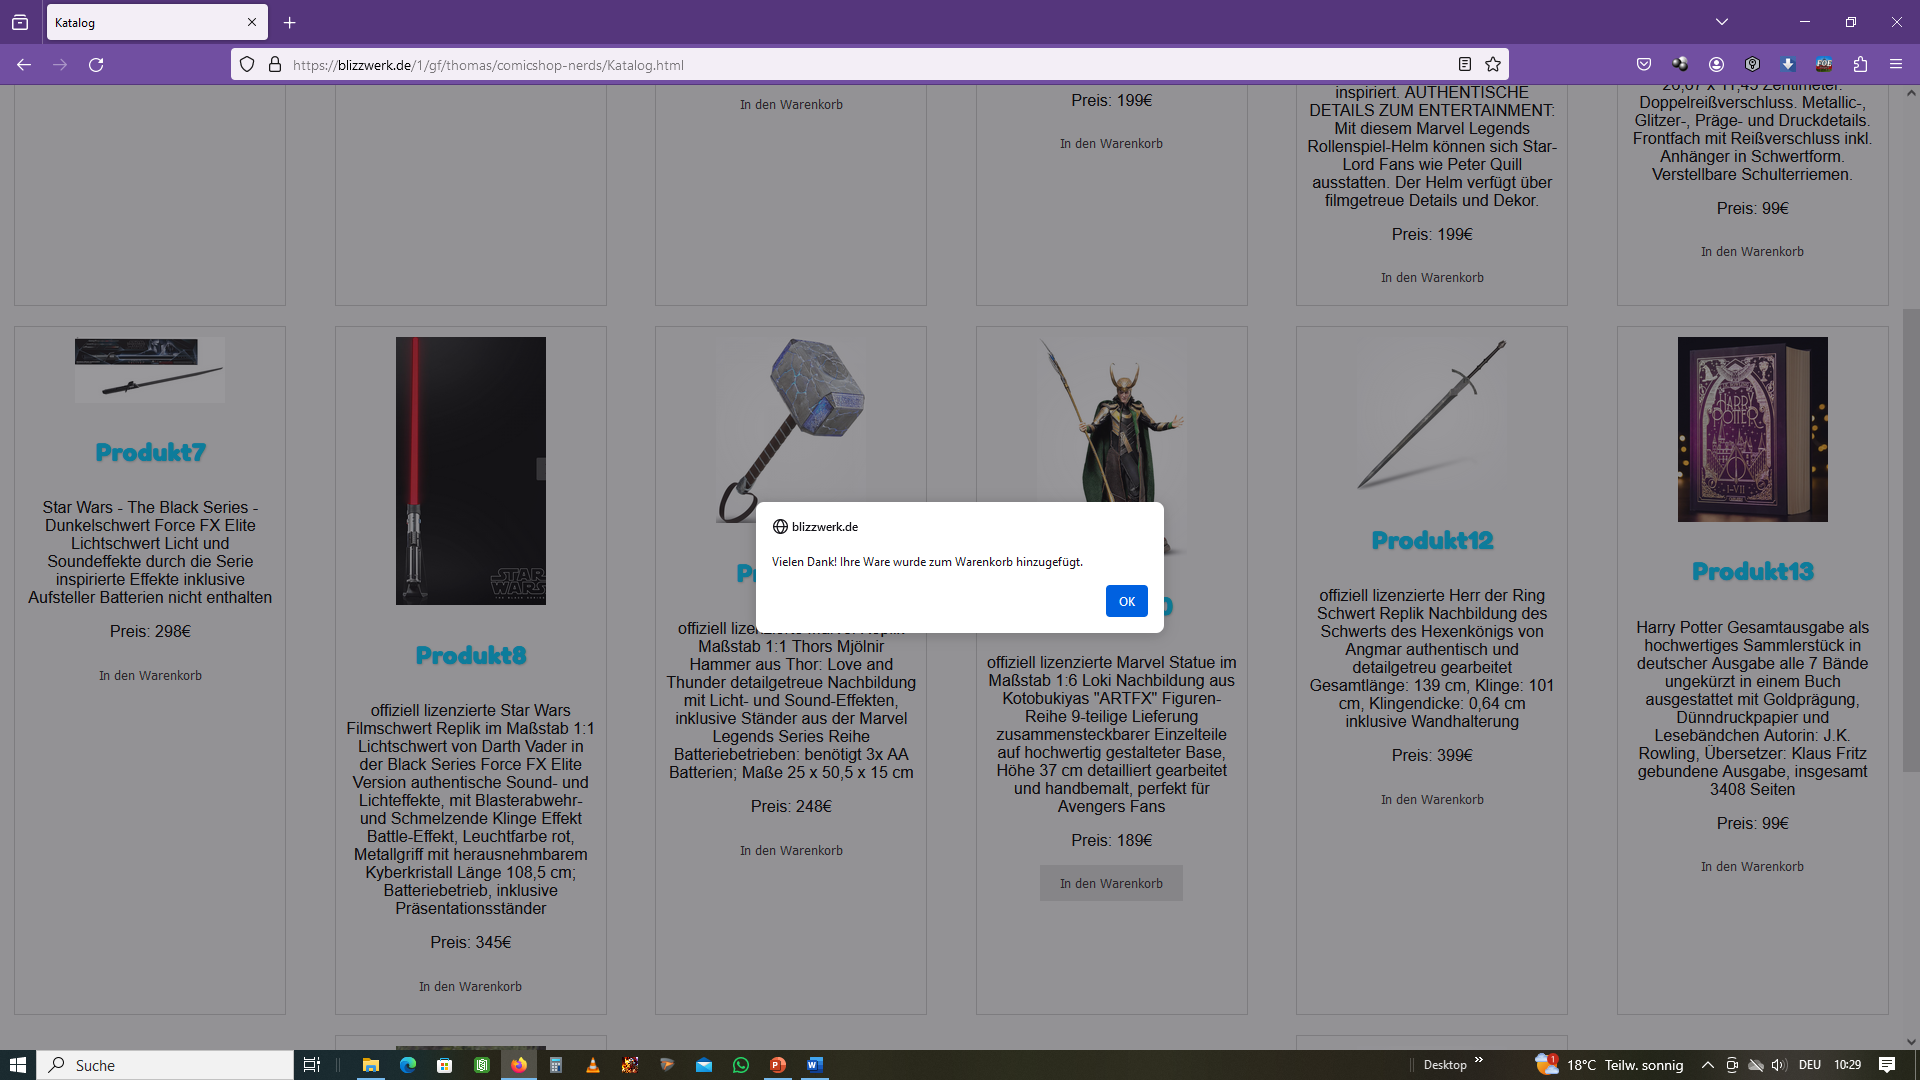 Katalog
https://blizzwerk.de/1/gf/thomas/comicshop-nerds/Katalog.html
In den Warenkorb
Preis: 199€
In den Warenkorb
inspiriert. AUTHENTISCHE
DETAILS ZUM ENTERTAINMENT:
Mit diesem Marvel Legends
Rollenspiel-Helm können sich Star-
Lord Fans wie Peter Quill
ausstatten. Der Helm verfügt über
filmgetreue Details und Dekor.
Preis: 199€
In den Warenkorb
Doppelreißverschluss. Metallic-,
Glitzer-, Präge- und Druckdetails.
Frontfach mit Reißverschluss inkl.
Anhänger in Schwertform.
Verstellbare Schulterriemen.
Preis: 99€
In den Warenkorb
Produkt7
Star Wars - The Black Series -
Dunkelschwert Force FX Elite
Lichtschwert Licht und
Soundeffekte durch die Serie
inspirierte Effekte inklusive
Aufsteller Batterien nicht enthalten
Preis: 298€
In den Warenkorb
STAR
WARS
Produkt8
offiziell lizenzierte Star Wars
Filmschwert Replik im Maßstab 1:1
Lichtschwert von Darth Vader in
der Black Series Force FX Elite
Version authentische Sound- und
Lichteffekte, mit Blasterabwehr-
und Schmelzende Klinge Effekt
Battle-Effekt, Leuchtfarbe rot,
Metallgriff mit herausnehmbarem
Kyberkristall Länge 108,5 cm;
Batteriebetrieb, inklusive
Präsentationsständer
Preis: 345€
In den Warenkorb
offiziell
Maßstab 1:1 Thors Mjölnir
Hammer aus Thor: Love and
Thunder detailgetreue Nachbildung
mit Licht- und Sound-Effekten,
inklusive Ständer aus der Marvel
Legends Series Reihe
Batteriebetrieben: benötigt 3x AA
Batterien; Maße 25 x 50,5 x 15 cm
Preis: 248€
In den Warenkorb
blizzwerk.de
Vielen Dank! Ihre Ware wurde zum Warenkorb hinzugefügt.
OK
offiziell lizenzierte Marvel Statue im
Maßstab 1:6 Loki Nachbildung aus
Kotobukiyas "ARTFX" Figuren-
Reihe 9-teilige Lieferung
zusammensteckbarer Einzelteile
auf hochwertig gestalteter Base,
Höhe 37 cm detailliert gearbeitet
und handbemalt, perfekt für
Avengers Fans
Preis: 189€
In den Warenkorb
Produkt12
offiziell lizenzierte Herr der Ring
Schwert Replik Nachbildung des
Schwerts des Hexenkönigs von
Angmar authentisch und
detailgetreu gearbeitet
Gesamtlänge: 139 cm, Klinge: 101
cm, Klingendicke: 0,64 cm
inklusive Wandhalterung
Preis: 399€
In den Warenkorb
HARRY
POTTER
I-VII
Produkt13
Harry Potter Gesamtausgabe als
hochwertiges Sammlerstück in
deutscher Ausgabe alle 7 Bände
ungekürzt in einem Buch
ausgestattet mit Goldprägung,
Dünndruckpapier und
Lesebändchen Autorin: J.K.
Rowling, Übersetzer: Klaus Fritz
gebundene Ausgabe, insgesamt
3408 Seiten
Preis: 99€
In den Warenkorb
Suche
Desktop
1
18°C Teilw. sonnig
DEU
10:29